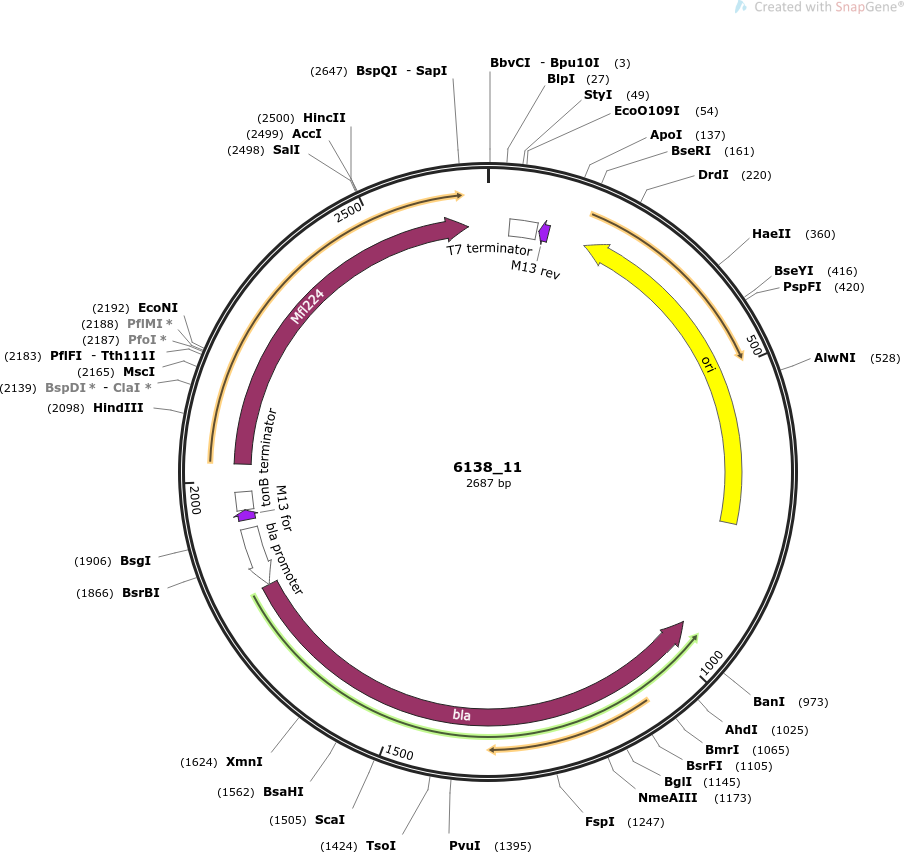 Created with SnapGene®
BbvCI - Bpu10I (3)
BlpI (27)
StyI (49)
EcoO109I (54)
ApoI (137)
BseRI (161)
DrdI (220)
HaeII (360)
BseYI (416)
PspFI (420)
AlwNI (528)
BanI (973)
AhdI (1025)
BmrI (1065)
BsrFI (1105)
BglI (1145)
NmeAIII (1173)
FspI (1247)
PvuI (1395)
(1424) TsoI
(1505) ScaI
(1562) BsaHI
(1624) XmnI
(1866) BsrBI
(1906) BsgI
(2098) HindIII
(2139) BspDI * - ClaI *
(2165) MscI
(2183) PflFI - Tth111I
(2187) PfoI *
(2188) PflMI *
(2192) EcoNI
(2498) SalI
(2499) AccI
(2500) HincII
(2647) BspQI - SapI
500
1000
1500
2000
2500
T7 terminator
M13 rev
ori
bla
bla promoter
M13 for
tonB terminator
Mfl224
6138_11
2687 bp